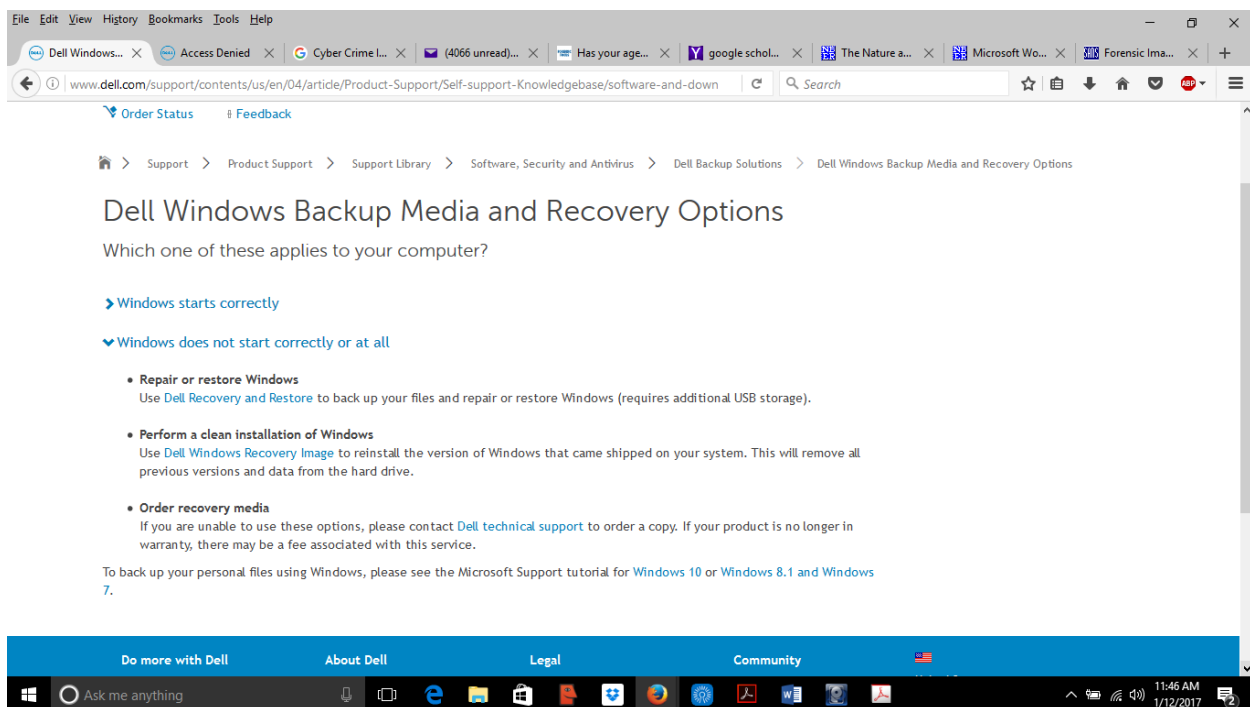 File Edit View History Bookmarks Tools Help
Dell Windows... Access Denied Cyber Crime I... (4066 unread)... Has your age... google schol... The Nature a... Microsoft Wo... Forensic Ima...
www.dell.com/support/contents/us/en/04/article/Product-Support/Self-support-Knowledgebase/software-and-down Search ABP
Order Status Feedback
Support > Product Support > Support Library > Software, Security and Antivirus > Dell Backup Solutions > Dell Windows Backup Media and Recovery Options
Dell Windows Backup Media and Recovery Options
Which one of these applies to your computer?
Windows starts correctly
Windows does not start correctly or at all
• Repair or restore Windows
Use Dell Recovery and Restore to back up your files and repair or restore Windows (requires additional USB storage).
• Perform a clean installation of Windows
Use Dell Windows Recovery Image to reinstall the version of Windows that came shipped on your system. This will remove all
previous versions and data from the hard drive.
• Order recovery media
If you are unable to use these options, please contact Dell technical support to order a copy. If your product is no longer in
warranty, there may be a fee associated with this service.
To back up your personal files using Windows, please see the Microsoft Support tutorial for Windows 10 or Windows 8.1 and Windows
7.
Do more with Dell About Dell Legal Community
Ask me anything
11:46 AM
1/12/2017
2